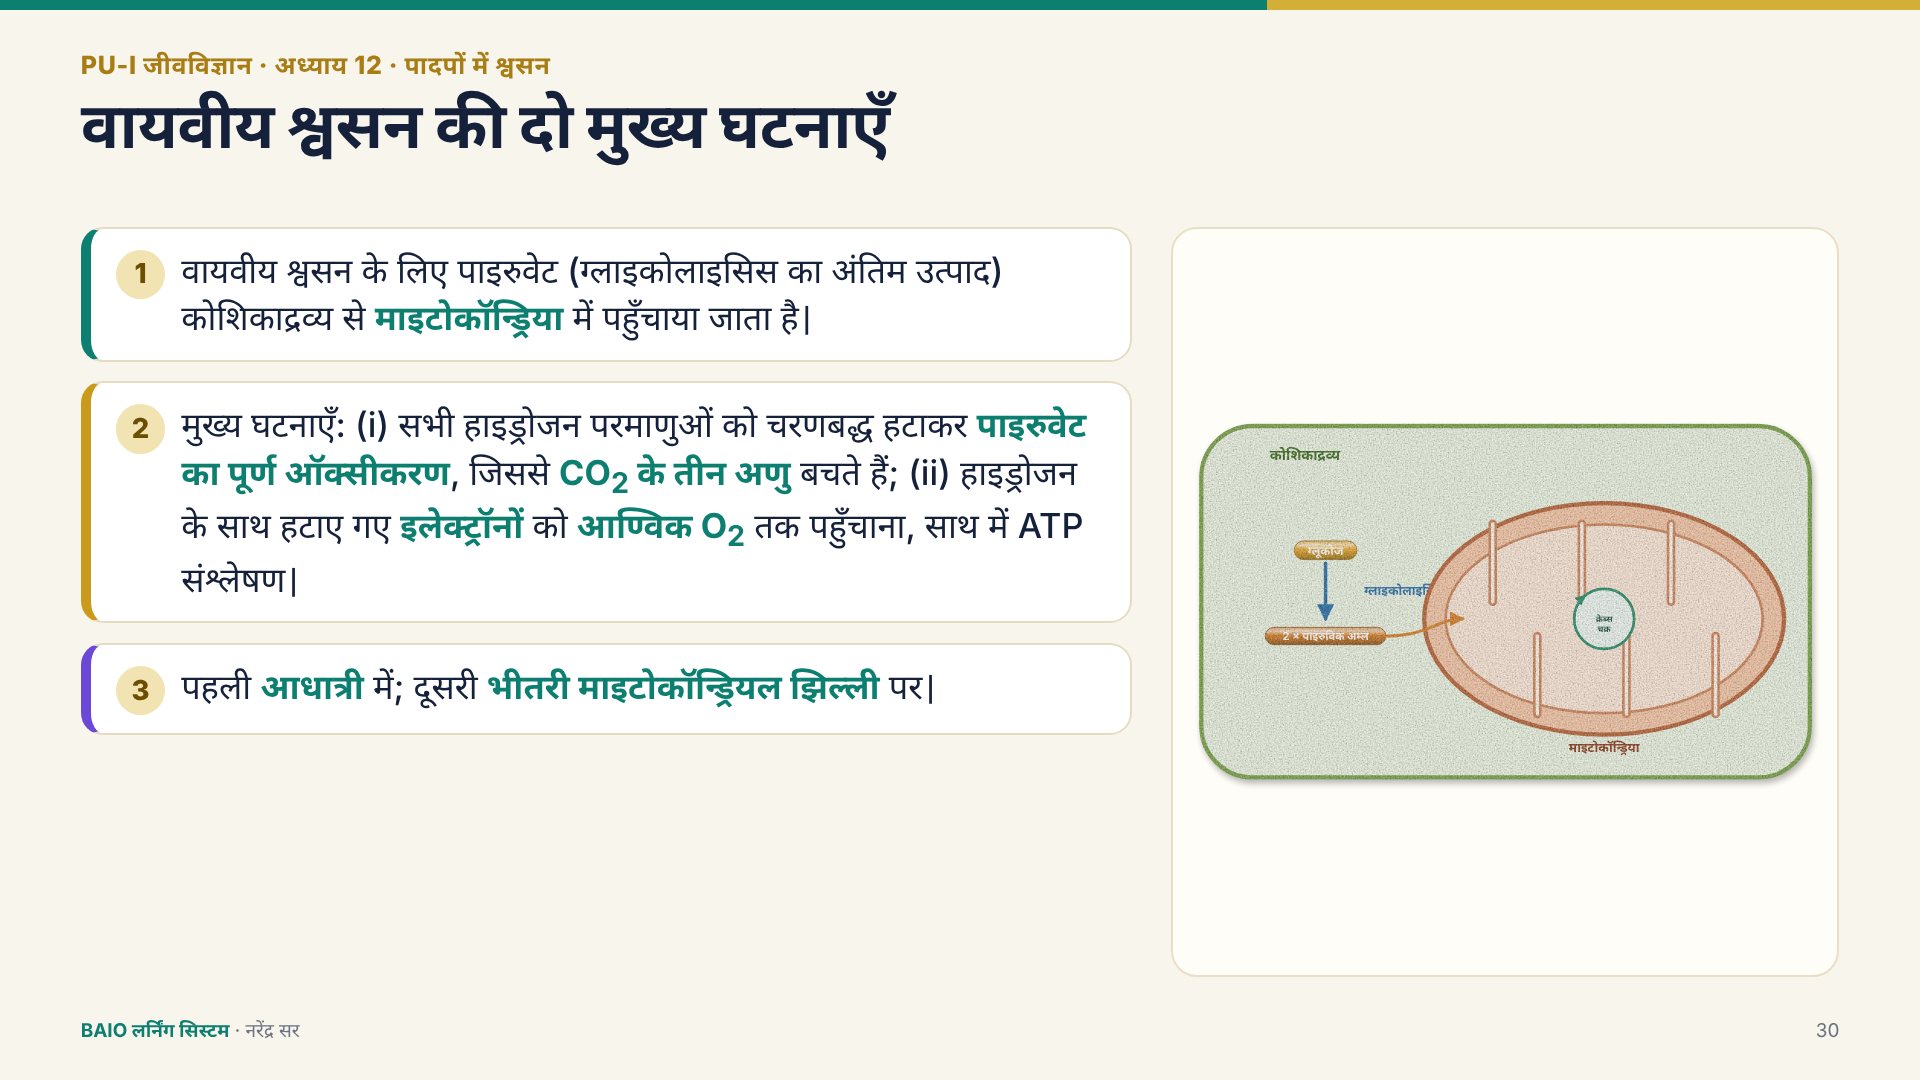 PU-I जीवविज्ञान · अध्याय 12 · पादपों में श्वसन
वायवीय श्वसन की दो मुख्य घटनाएँ
1 वायवीय श्वसन के लिए पाइरुवेट (ग्लाइकोलाइसिस का अंतिम उत्पाद)
कोशिकाद्रव्य से माइटोकॉन्ड्रिया में पहुँचाया जाता है|
2 मुख्य घटनाएँ: (i) सभी हाइड्रोजन परमाणुओं को चरणबद्ध हटाकर पाइरुवेट
का पूर्ण ऑक्सीकरण, जिससे CO₂ के तीन अणु बचते हैं; (ii) हाइड्रोजन
के साथ हटाए गए इलेक्ट्रॉनों को आण्विक O₂ तक पहुँचाना, साथ में ATP
संश्लेषण|
3 पहली आधात्री में; दूसरी भीतरी माइटोकॉन्ड्रियल झिल्ली पर|
कोशिकाद्रव्य
ग्लूकोज
2 × पाइरुविक अम्ल
क्रेब्स
चक्र
माइटोकॉन्ड्रिया
BAIO लर्निंग सिस्टम · नरेंद्र सर
30